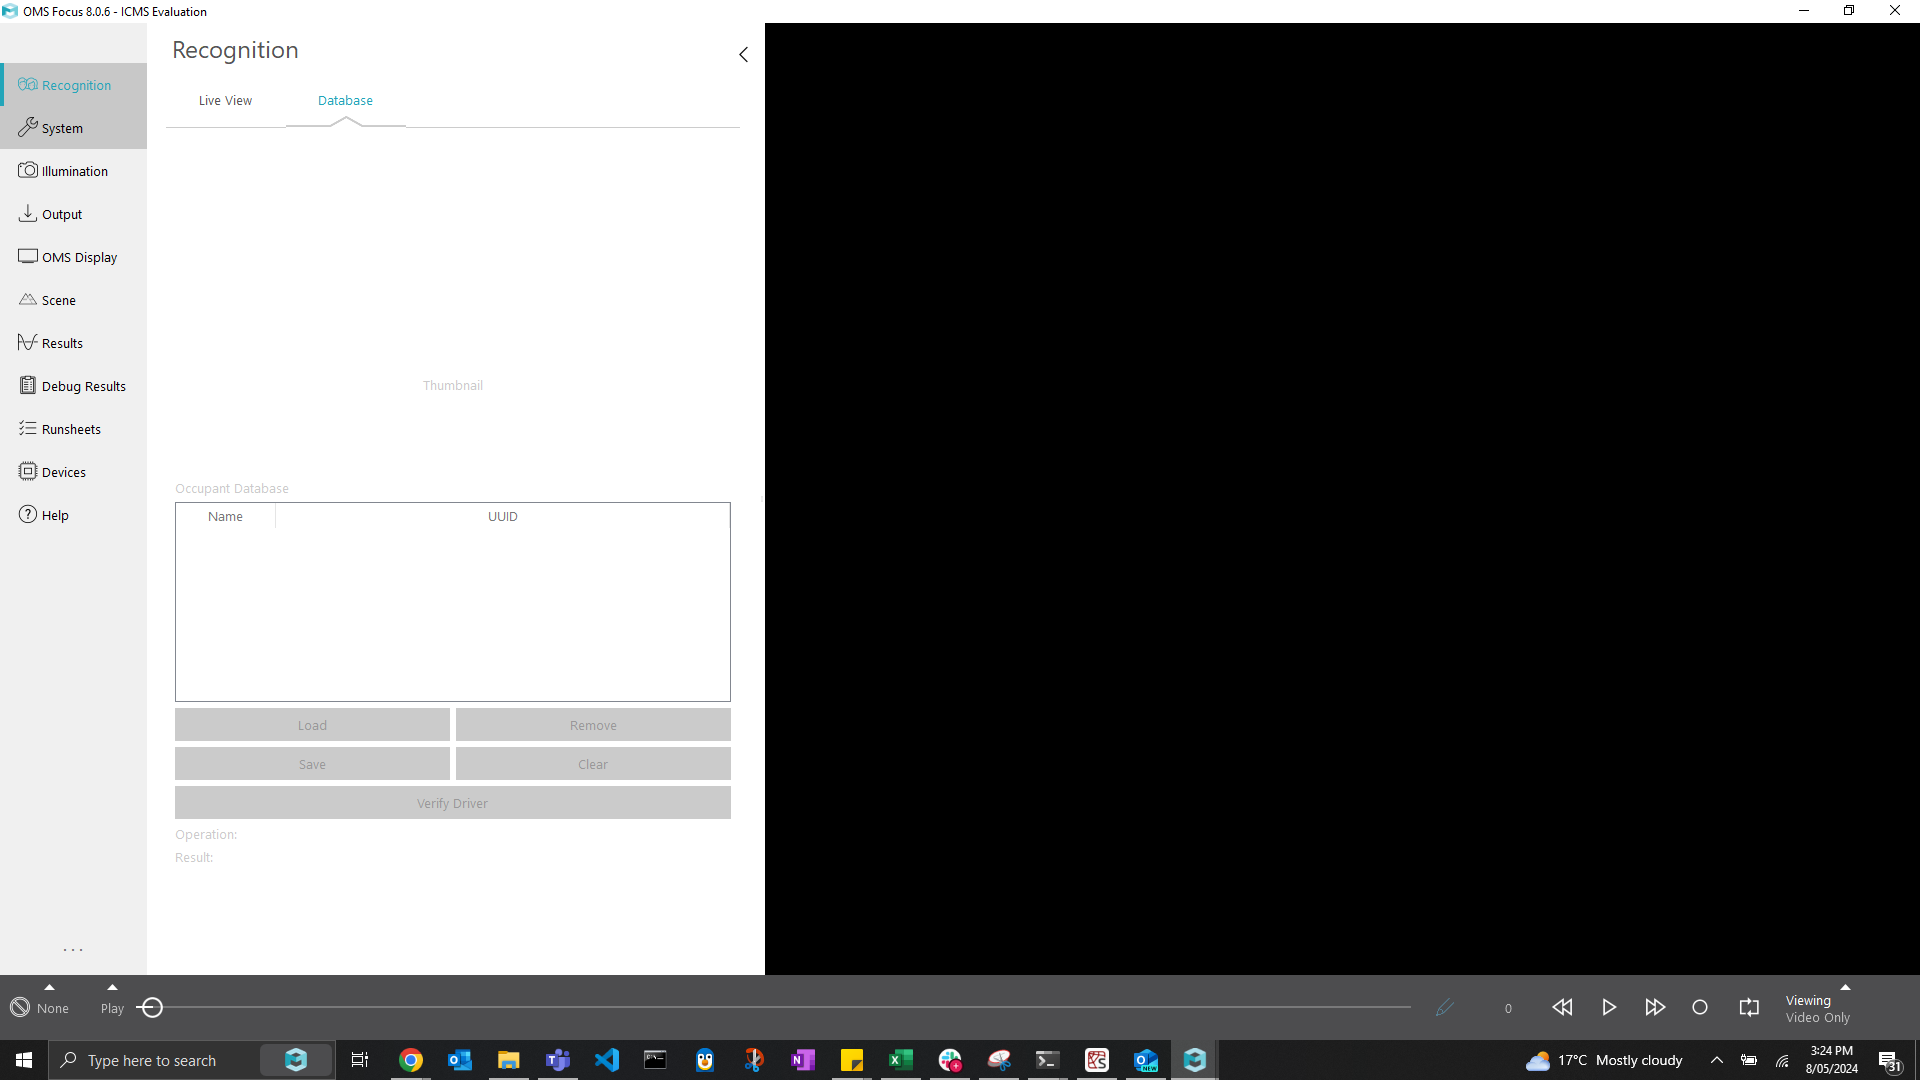 OMS Focus 8.0.6 - ICMS Evaluation
Recognition
System
Illumination
Output
OMS Display
Scene
Results
Debug Results
Runsheets
Devices
Help
...
Recognition
Live View
Database
Thumbnail
Occupant Database
Name UUID
Load Remove
Save Clear
Verify Driver
Operation:
Result:
None Play 0
Viewing
Video Only
Type here to search
17°C Mostly cloudy
3:24 PM
8/05/2024
31